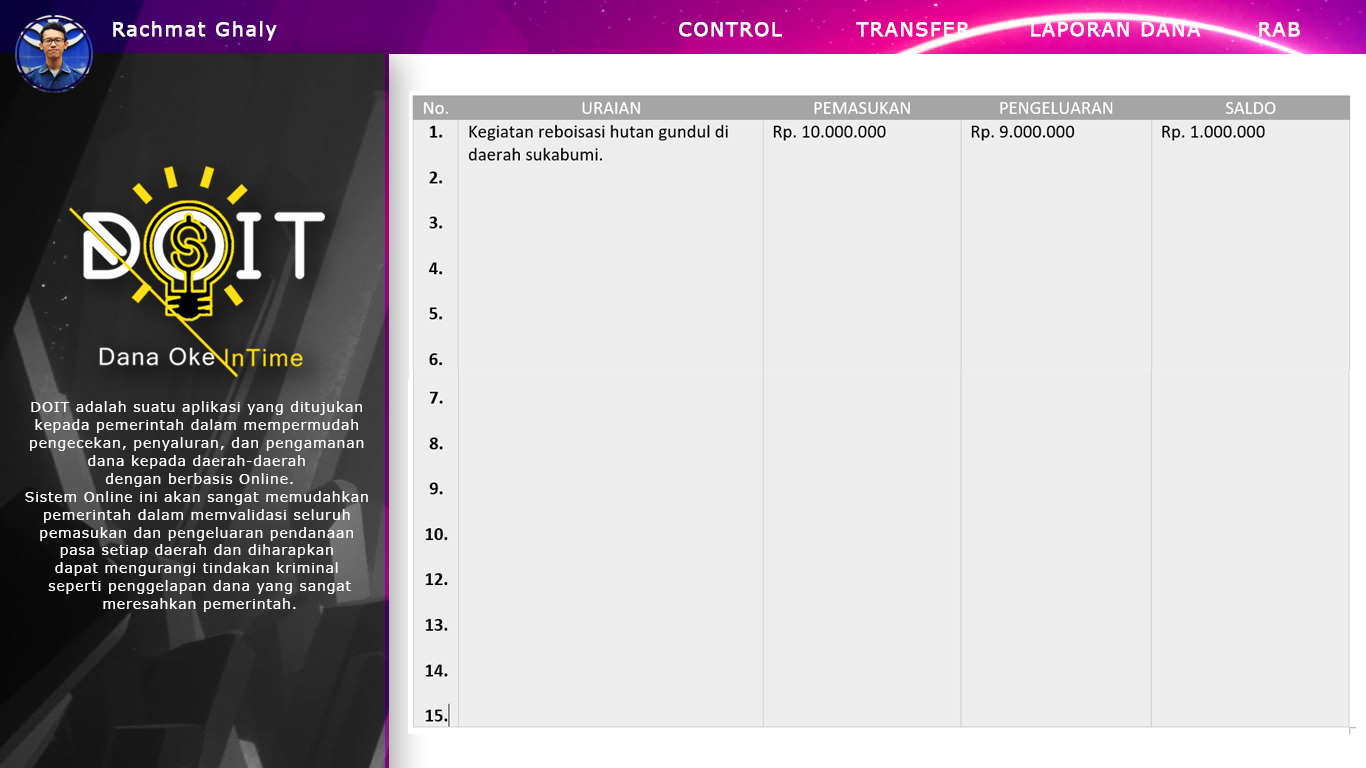 Rachmat Ghaly
CONTROL
TRANSFER
LAPORAN DANA
RAB
DOIT
Dana Oke InTime
DOIT adalah suatu aplikasi yang ditujukan
kepada pemerintah dalam mempermudah
pengecekan, penyaluran, dan pengamanan
dana kepada daerah-daerah
dengan berbasis Online.
Sistem Online ini akan sangat memudahkan
pemerintah dalam memvalidasi seluruh
pemasukan dan pengeluaran pendanaan
pasa setiap daerah dan diharapkan
dapat mengurangi tindakan kriminal
seperti penggelapan dana yang sangat
meresahkan pemerintah.
No. URAIAN PEMASUKAN PENGELUARAN SALDO
1. Kegiatan reboisasi hutan gundul di Rp. 10.000.000 Rp. 9.000.000 Rp. 1.000.000
daerah sukabumi.
2.
3.
4.
5.
6.
7.
8.
9.
10.
12.
13.
14.
15.